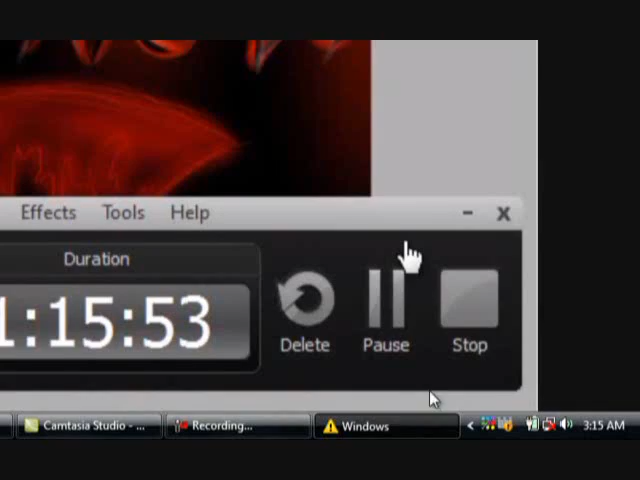 Effects Tools Help
Duration
1:15:53
Delete Pause Stop
Camtasia Studio - ... Recording... Windows 3:15 AM